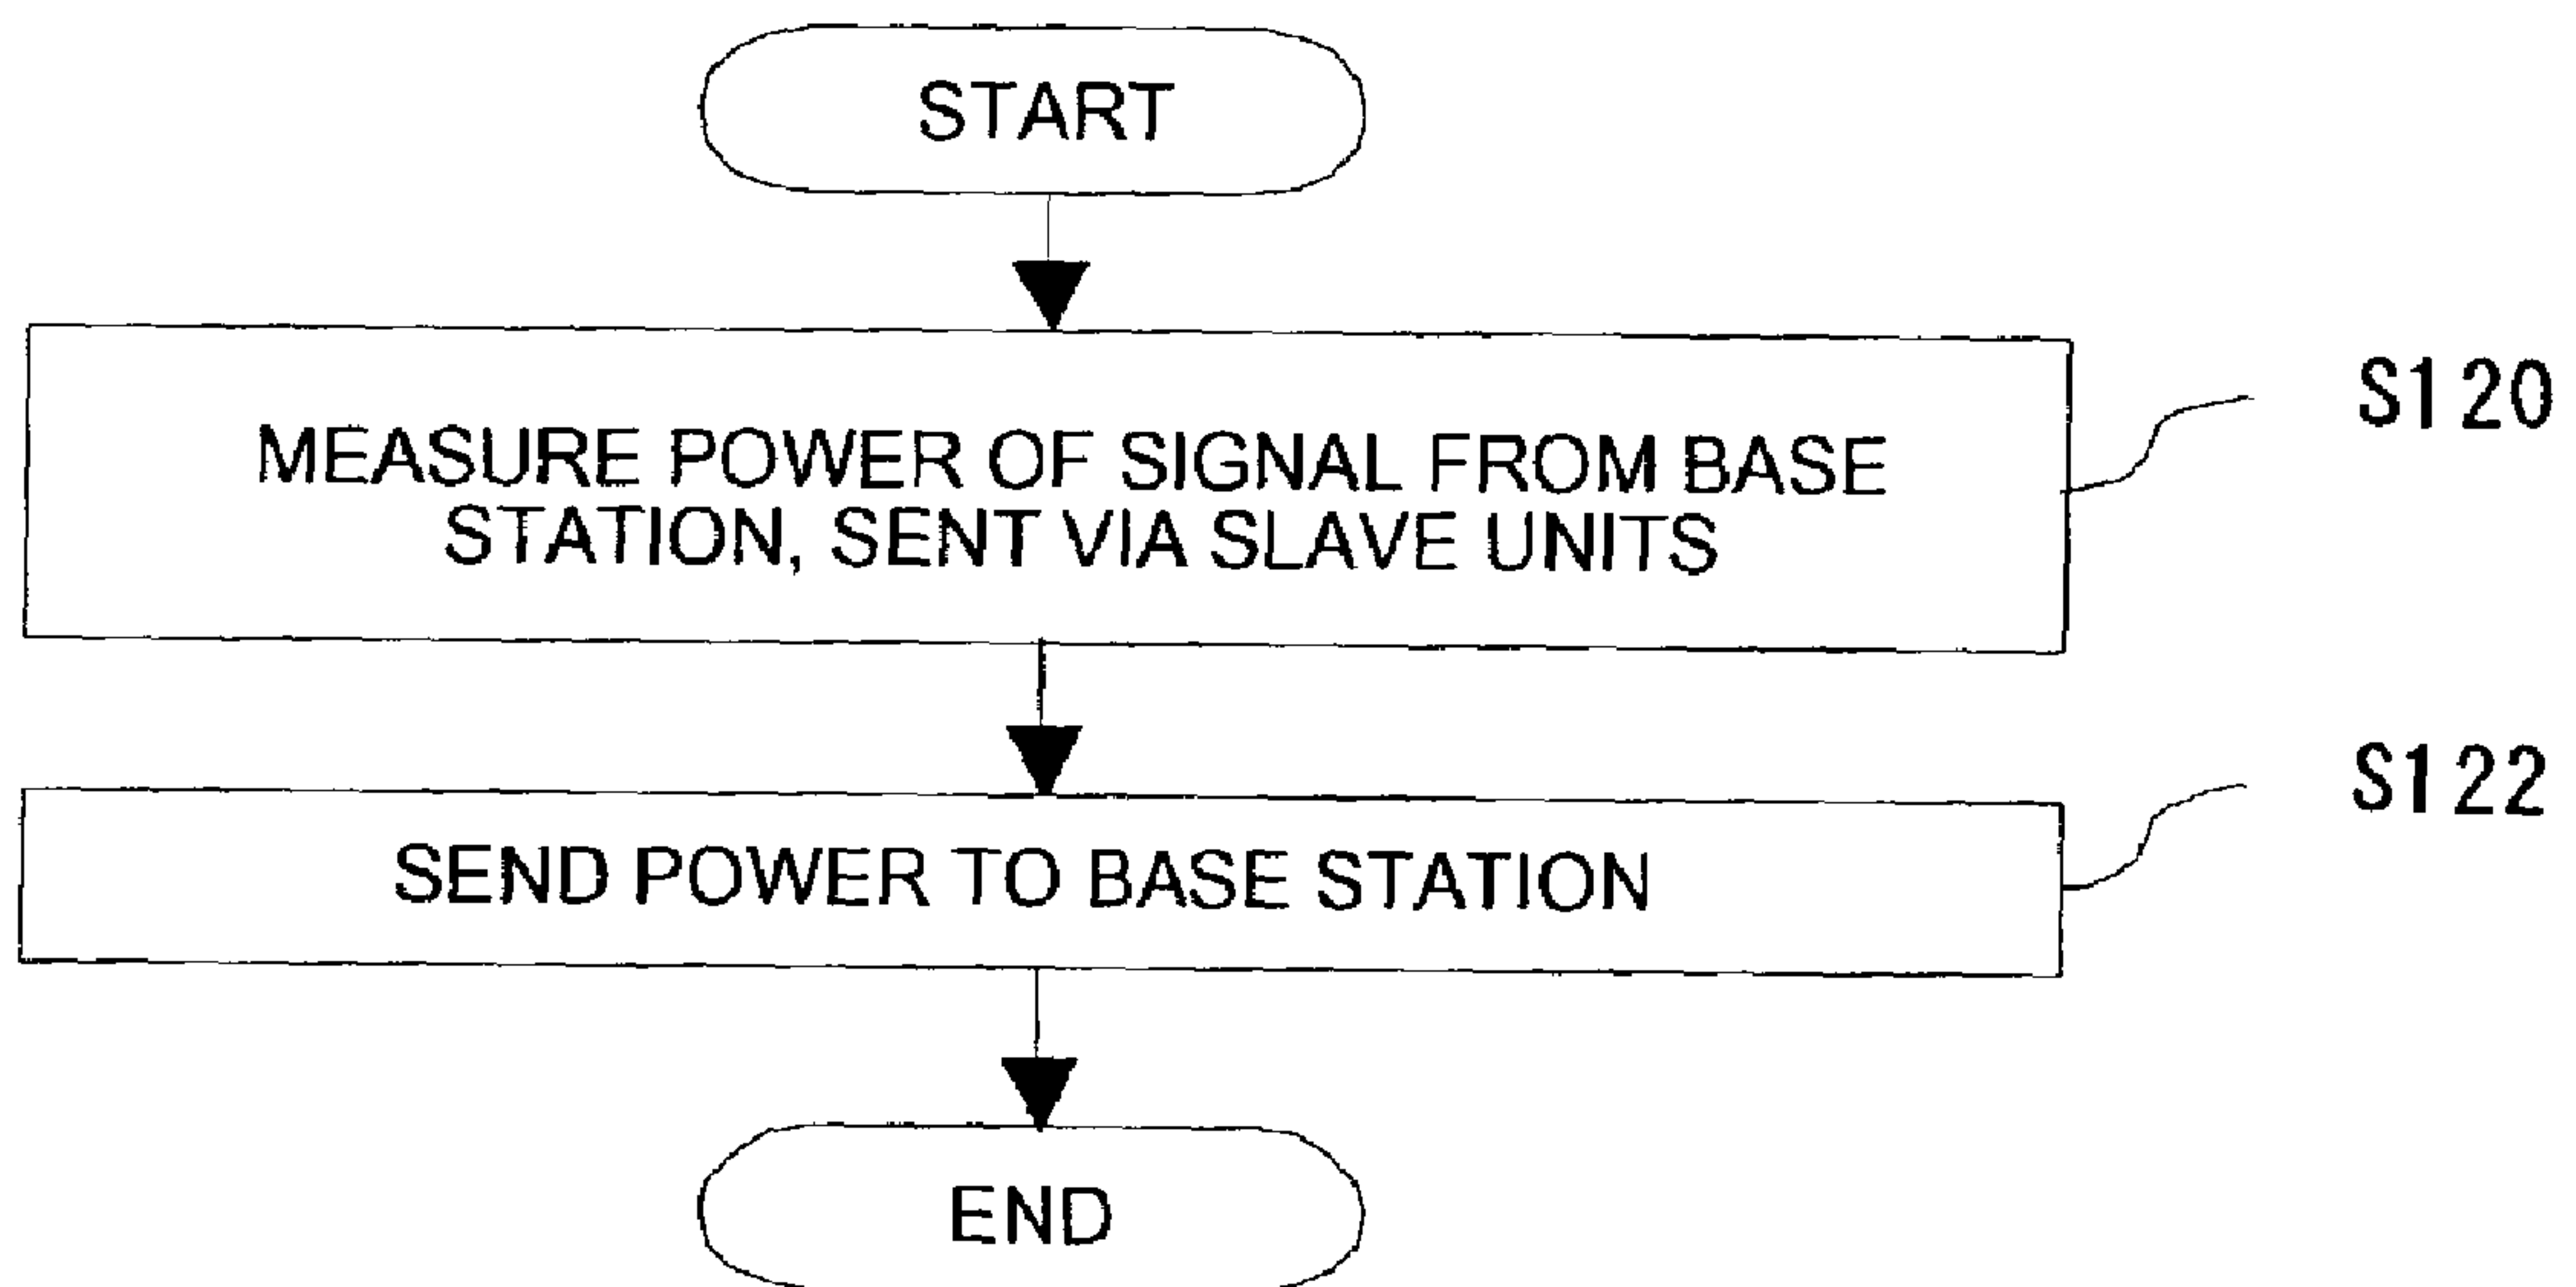 START
MEASURE POWER OF SIGNAL FROM BASE
STATION, SENT VIA SLAVE UNITS
S120
SEND POWER TO BASE STATION
S122
END